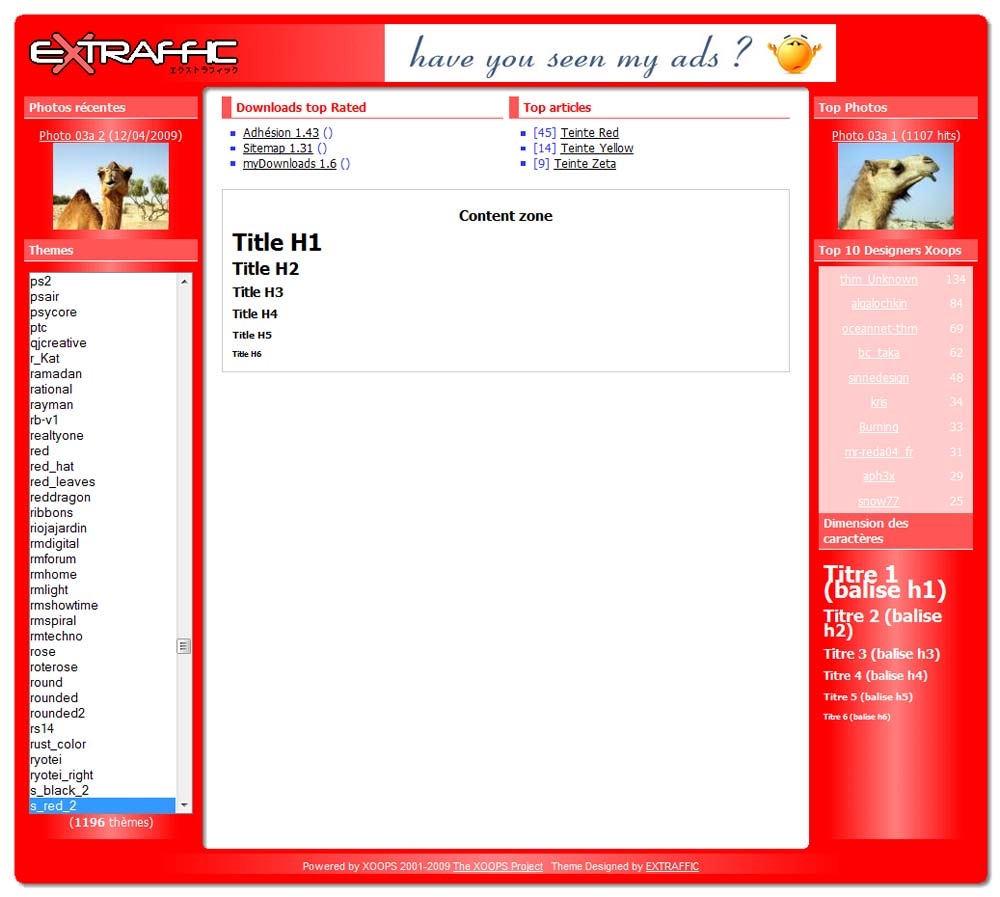 EXTRAFFIC
エクストラフィック
have you seen my ads ?
Photos récentes
Photo 03a 2 (12/04/2009)
Themes
ps2
psair
psycore
ptc
qjcreative
r_Kat
ramadan
rational
rayman
rb-v1
realtyone
red
red_hat
red_leaves
reddragon
ribbons
riojajardin
rmdigital
rmforum
rmhome
rmlight
rmshowtime
rmspiral
rmtechno
rose
roterose
round
rounded
rounded2
rs14
rust_color
ryotei
ryotei_right
s_black_2
s_red_2
(1196 thèmes)
Downloads top Rated
Adhésion 1.43 ()
Sitemap 1.31 ()
myDownloads 1.6 ()
Top articles
[45] Teinte Red
[14] Teinte Yellow
[9] Teinte Zeta
Content zone
Title H1
Title H2
Title H3
Title H4
Title H5
Title H6
Top Photos
Photo 03a 1 (1107 hits)
Top 10 Designers Xoops
thm_Unknown 134
algalochkin 84
oceannet-thm 69
bc_taka 62
sinnedesign 48
kris 34
Burning 33
mr-reda04_fr 31
aph3x 29
snow77 25
Dimension des
caractères
Titre 1
(balise h1)
Titre 2 (balise
h2)
Titre 3 (balise h3)
Titre 4 (balise h4)
Titre 5 (balise h5)
Titre 6 (balise h6)
Powered by XOOPS 2001-2009 The XOOPS Project Theme Designed by EXTRAFFIC